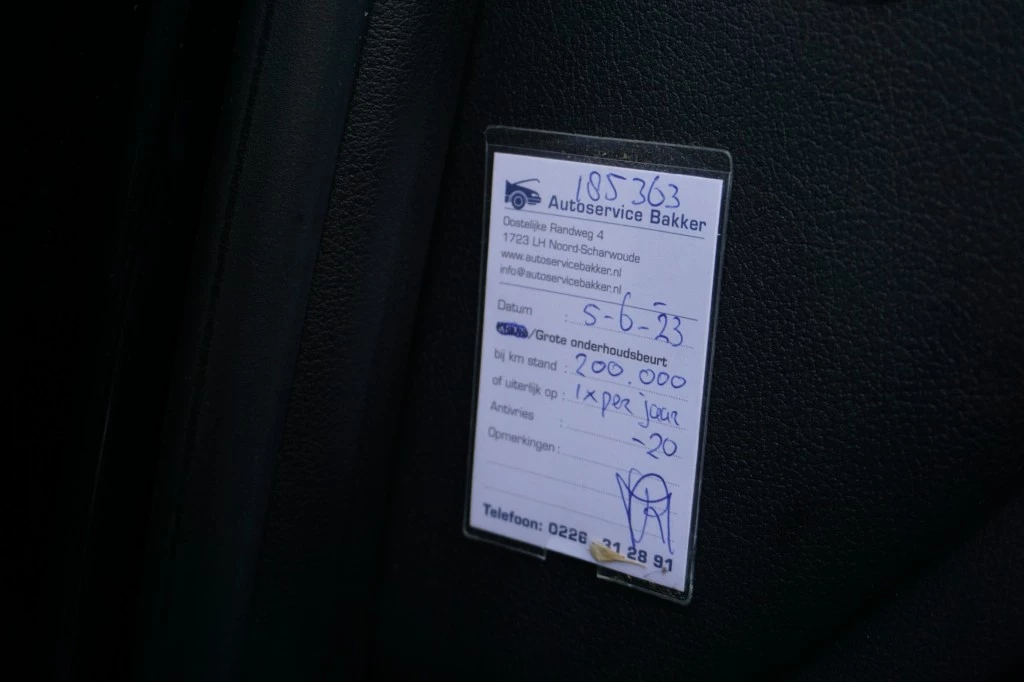 185363
Autoservice Bakker
Oostelijke Randweg 4
1723 LH Noord-Scharwoude
www.autoservicebakker.nl
info@autoservicebakker.nl
Datum : 5-6-23
/Grote onderhoudsbeurt
bij km stand : 200.000
of uiterlijk op : 1x per jaar
Antivries : -20
Opmerkingen :
Telefoon: 0226 31 28 91